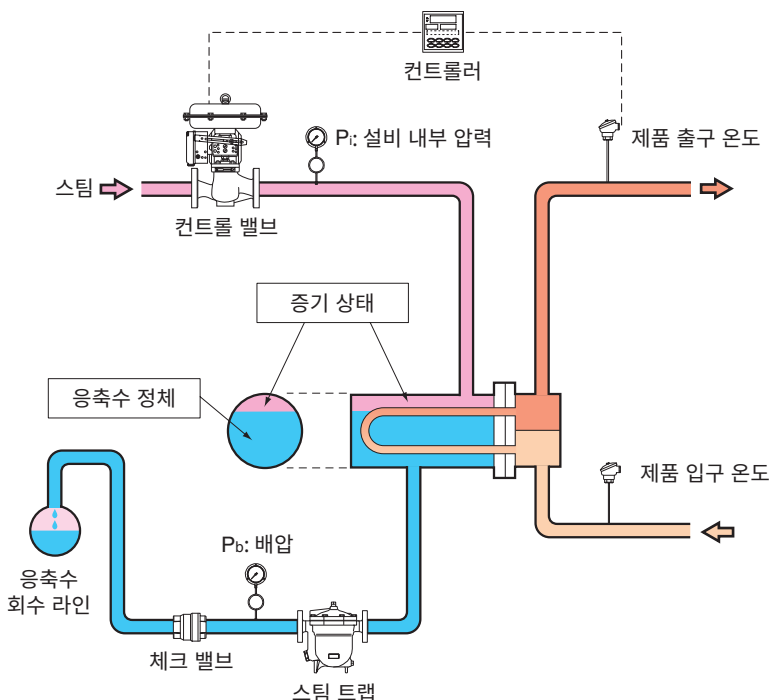 컨트롤러
Pi: 설비 내부 압력
제품 출구 온도
스팀
컨트롤 밸브
증기 상태
응축수 정체
제품 입구 온도
Pb: 배압
응축수
회수 라인
체크 밸브
스팀 트랩